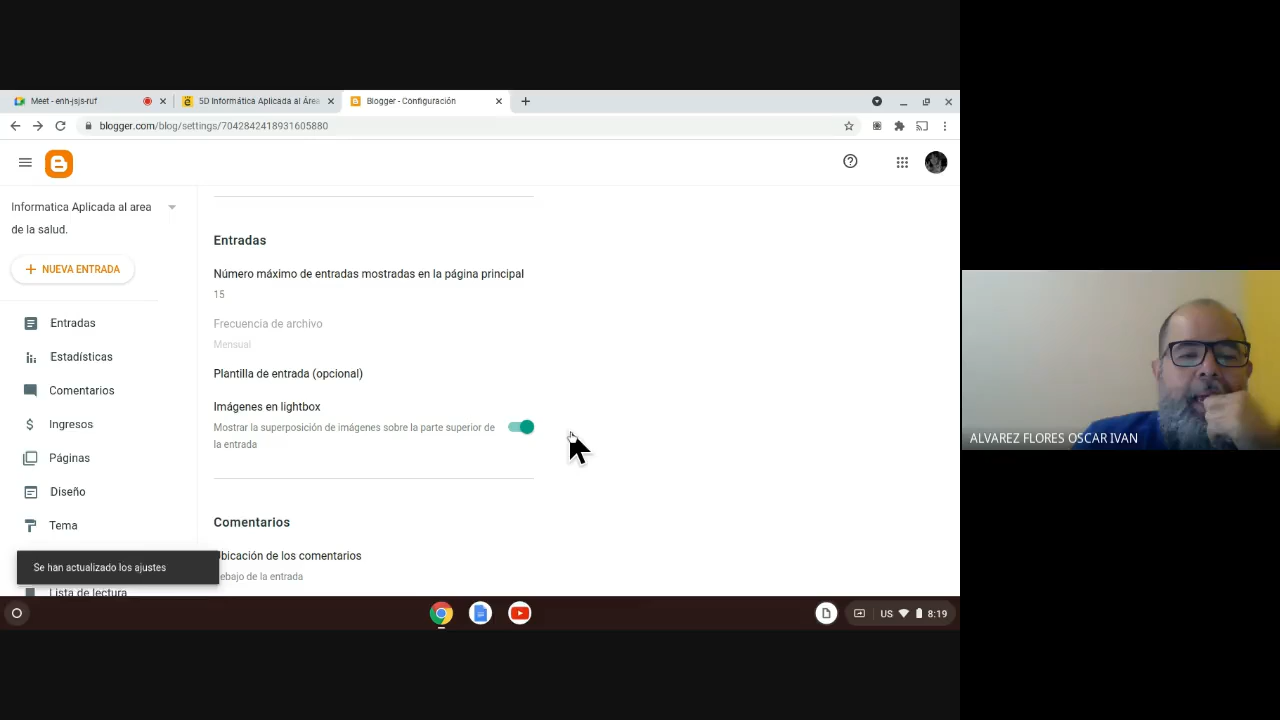 Meet - enh-jsjs-ruf
5D Informática Aplicada al Área
Blogger - Configuración
blogger.com/blog/settings/7042842418931605880
Informatica Aplicada al area
de la salud.
NUEVA ENTRADA
Entradas
Estadísticas
Comentarios
Ingresos
Páginas
Diseño
Tema
Lista de lectura
Se han actualizado los ajustes
Entradas
Número máximo de entradas mostradas en la página principal
15
Frecuencia de archivo
Mensual
Plantilla de entrada (opcional)
Imágenes en lightbox
Mostrar la superposición de imágenes sobre la parte superior de
la entrada
Comentarios
bicación de los comentarios
ebajo de la entrada
US 8:19
ALVAREZ FLORES OSCAR IVAN